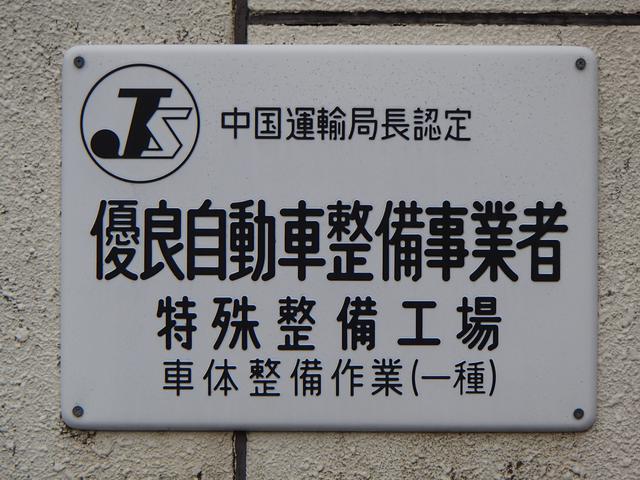 JS
中国運輸局長認定
優良自動車整備事業者
特殊整備工場
車体整備作業(一種)